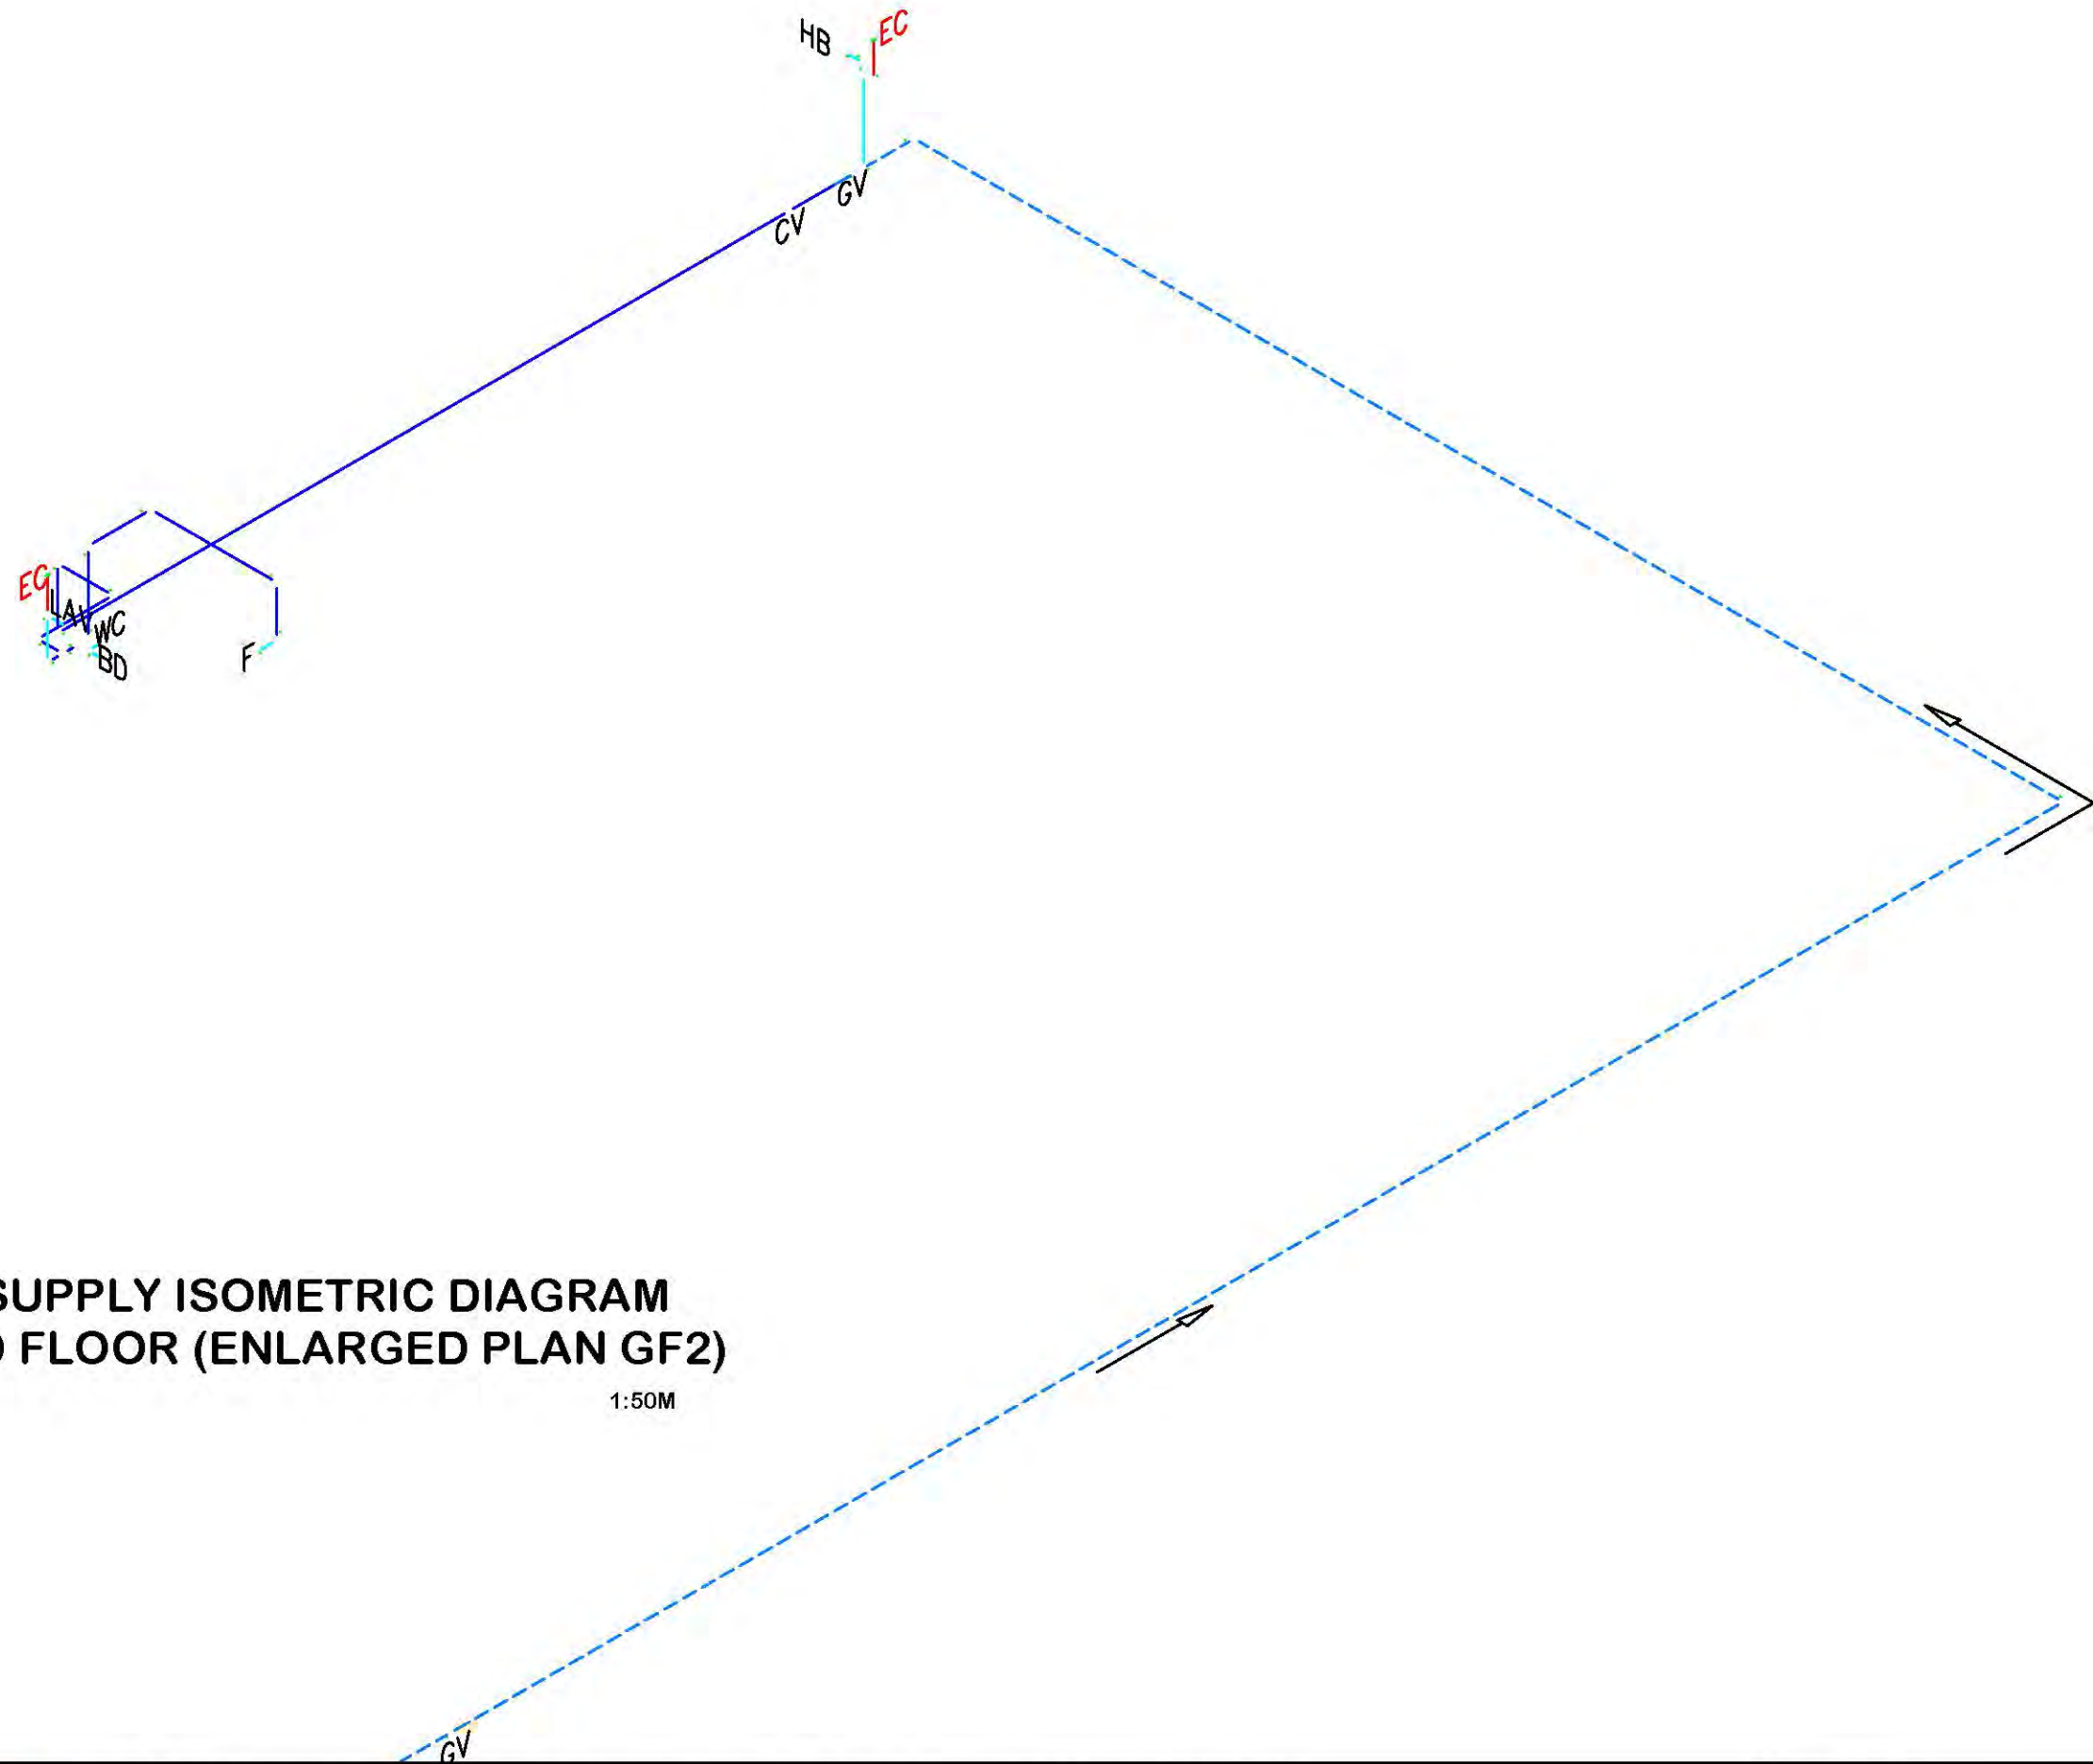 HB
EC
GV
CV
EC
LAV
WC
BD
F
SUPPLY ISOMETRIC DIAGRAM
FLOOR (ENLARGED PLAN GF2)
1:50M
GV